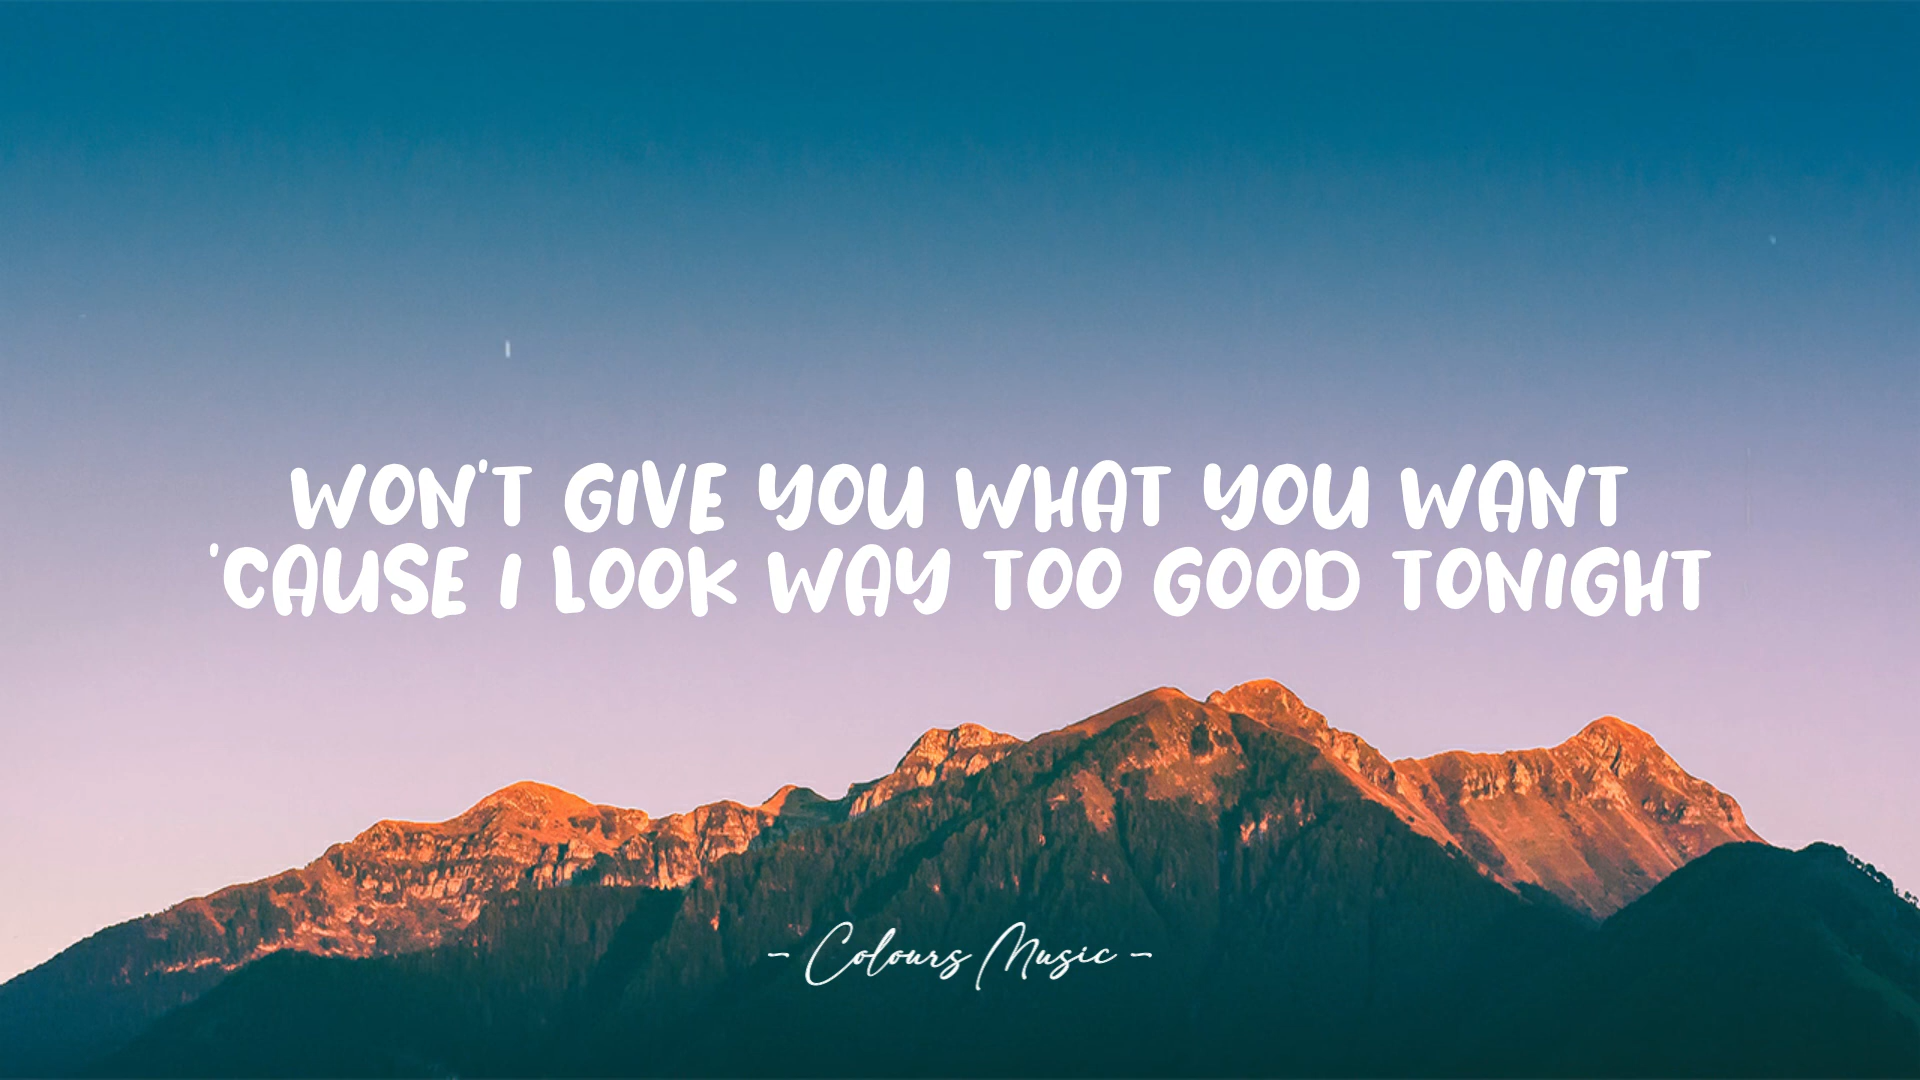 WON'T GIVE YOU WHAT YOU WANT
'CAUSE I LOOK WAY TOO GOOD TONIGHT
- Colours Music -